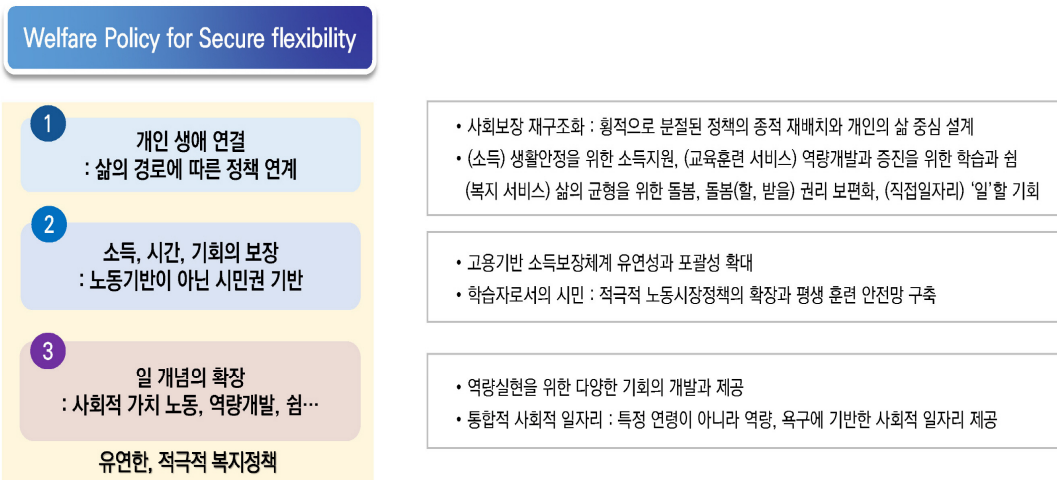 Welfare Policy for Secure flexibility
1
개인 생애 연결
: 삶의 경로에 따른 정책 연계
• 사회보장 재구조화 : 횡적으로 분절된 정책의 종적 재배치와 개인의 삶 중심 설계
• (소득) 생활안정을 위한 소득지원, (교육훈련 서비스) 역량개발과 증진을 위한 학습과 쉼
(복지 서비스) 삶의 균형을 위한 돌봄, 돌봄(할, 받을) 권리 보편화, (직접일자리) ‘일’할 기회
2
소득, 시간, 기회의 보장
: 노동기반이 아닌 시민권 기반
• 고용기반 소득보장체계 유연성과 포괄성 확대
• 학습자로서의 시민 : 적극적 노동시장정책의 확장과 평생 훈련 안전망 구축
3
일 개념의 확장
: 사회적 가치 노동, 역량개발, 쉼…
• 역량실현을 위한 다양한 기회의 개발과 제공
• 통합적 사회적 일자리 : 특정 연령이 아니라 역량, 욕구에 기반한 사회적 일자리 제공
유연한, 적극적 복지정책